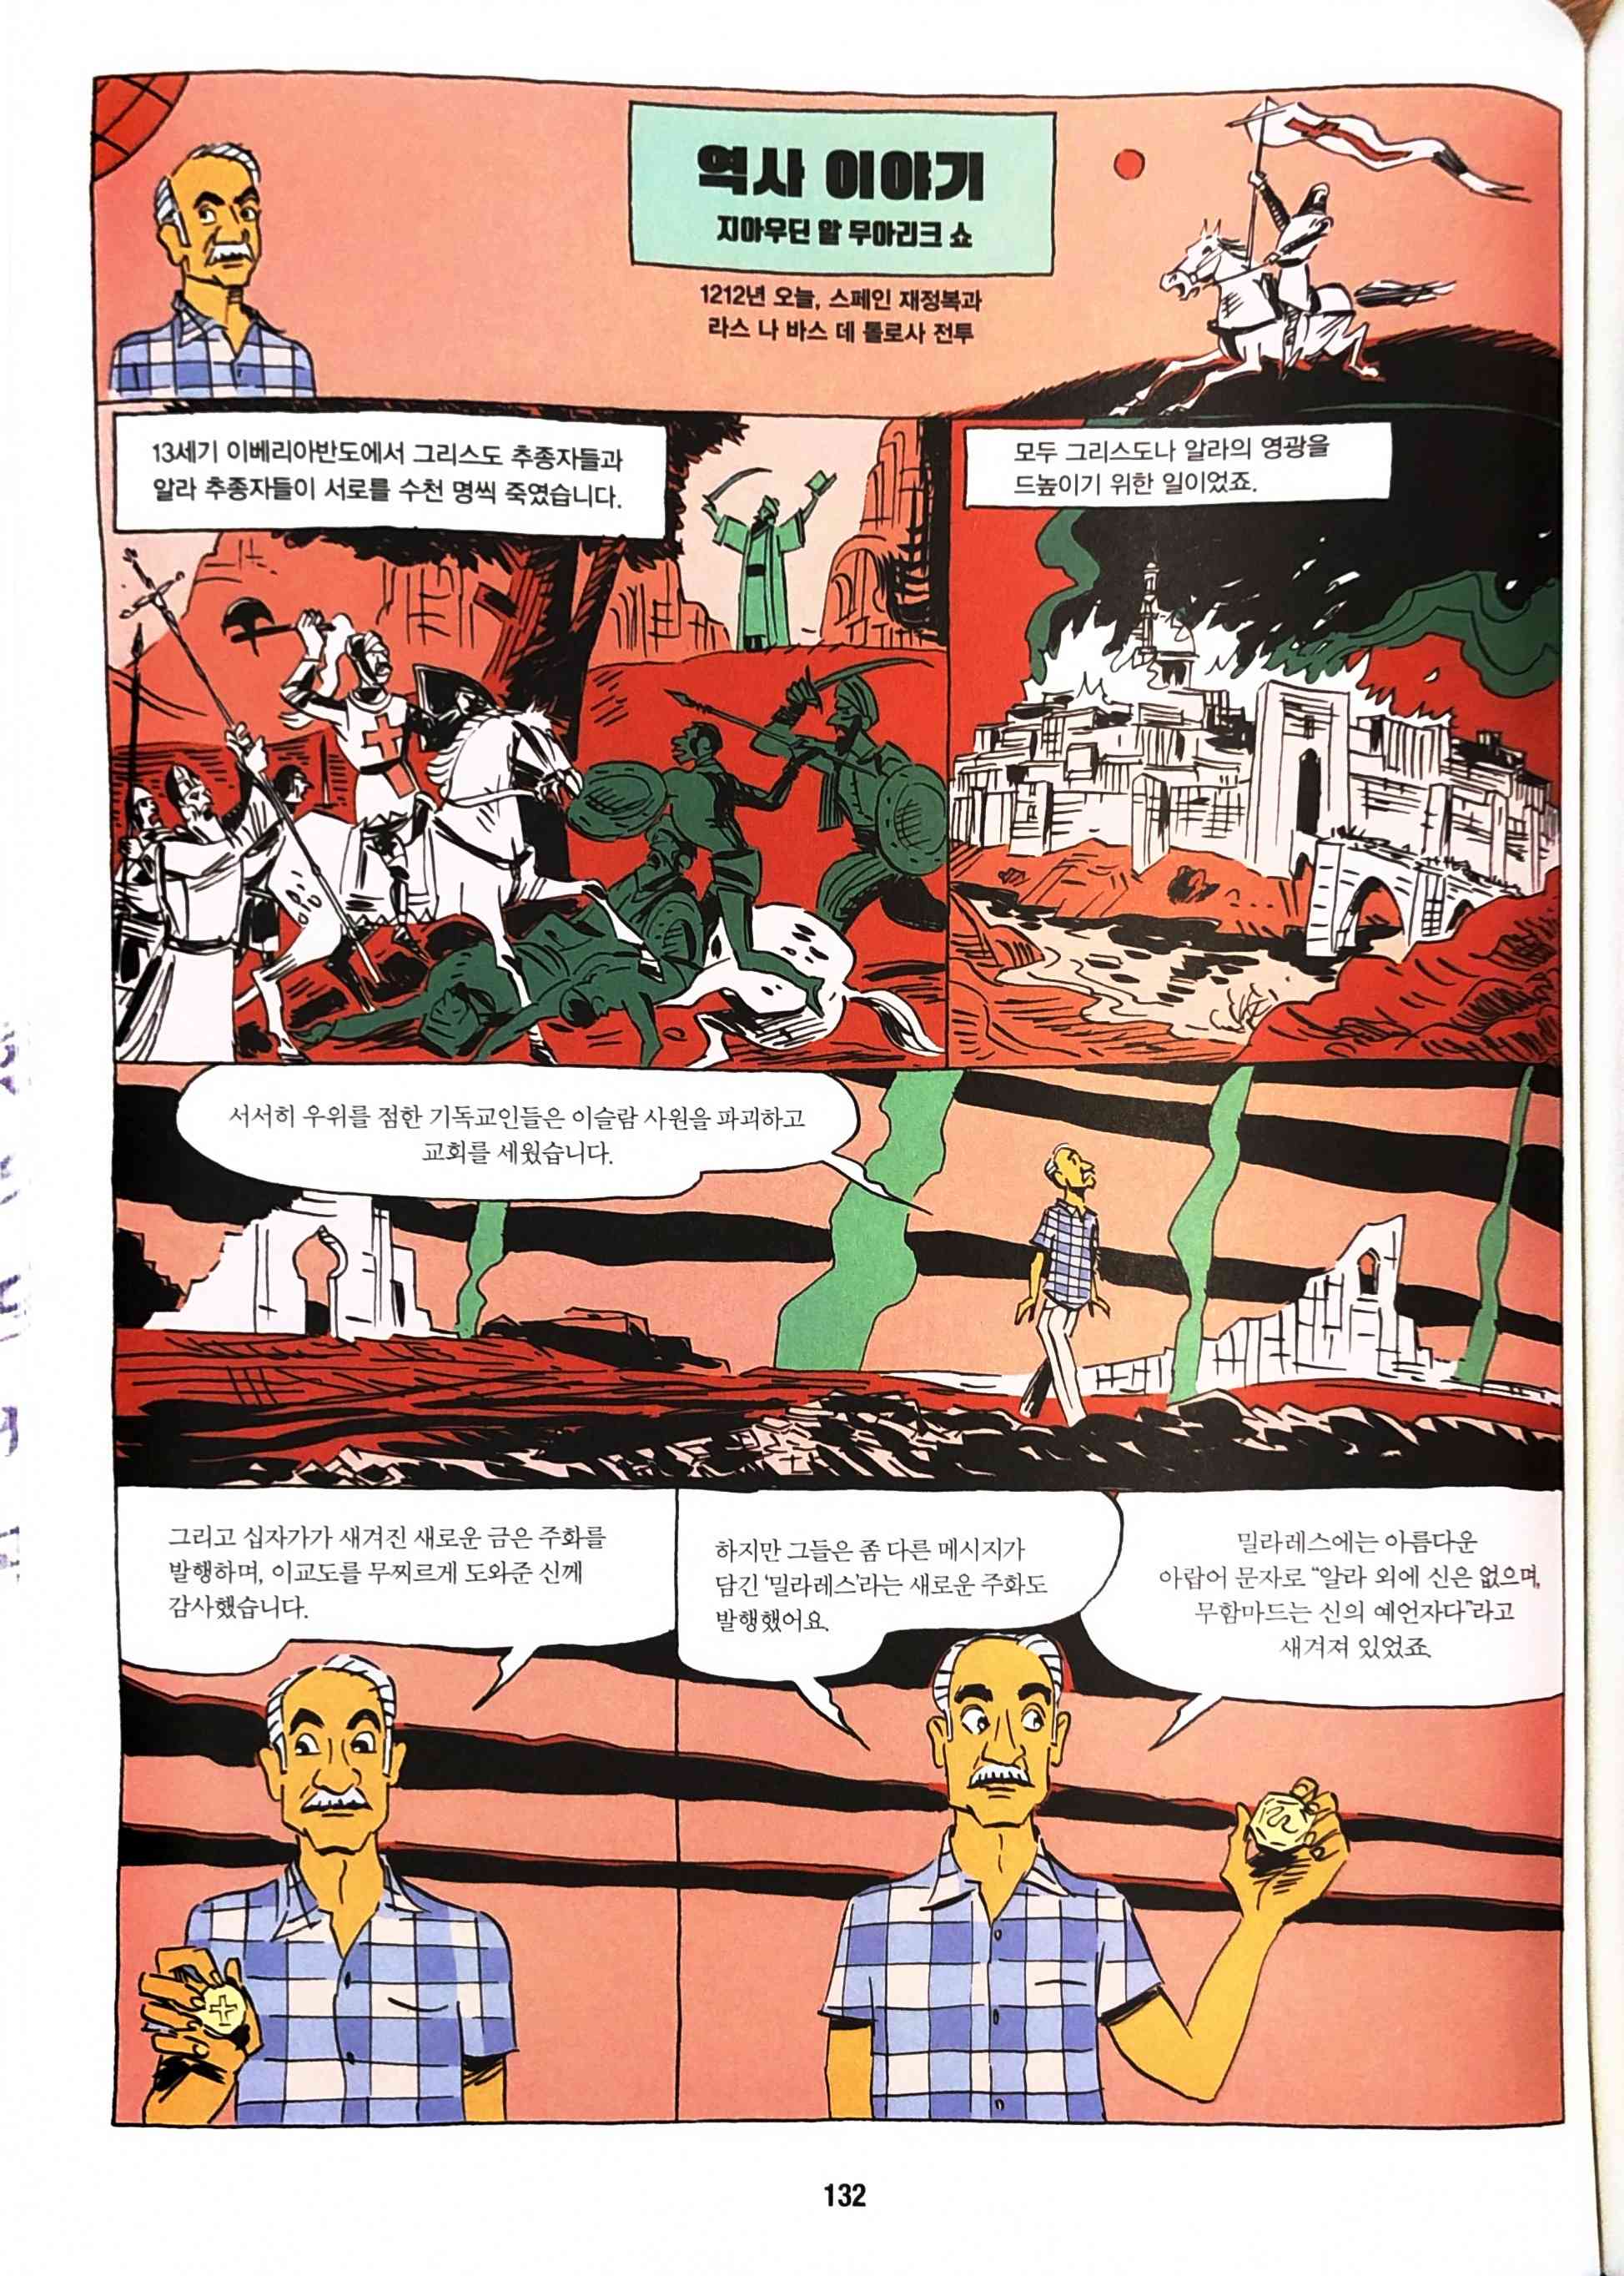 역사 이야기
지아우딘 알 무아리크 쇼
1212년 오늘, 스페인 재정복과
라스 나 바스 데 톨로사 전투
13세기 이베리아반도에서 그리스도 추종자들과
알라 추종자들이 서로를 수천 명씩 죽였습니다.
모두 그리스도나 알라의 영광을
드높이기 위한 일이었죠.
서서히 우위를 점한 기독교인들은 이슬람 사원을 파괴하고
교회를 세웠습니다.
그리고 십자가가 새겨진 새로운 금은 주화를
발행하며, 이교도를 무찌르게 도와준 신께
감사했습니다.
하지만 그들은 좀 다른 메시지가
담긴 '밀라레스'라는 새로운 주화도
발행했어요.
밀라레스에는 아름다운
아랍어 문자로 "알라 외에 신은 없으며,
무함마드는 신의 예언자다"라고
새겨져 있었죠.
132